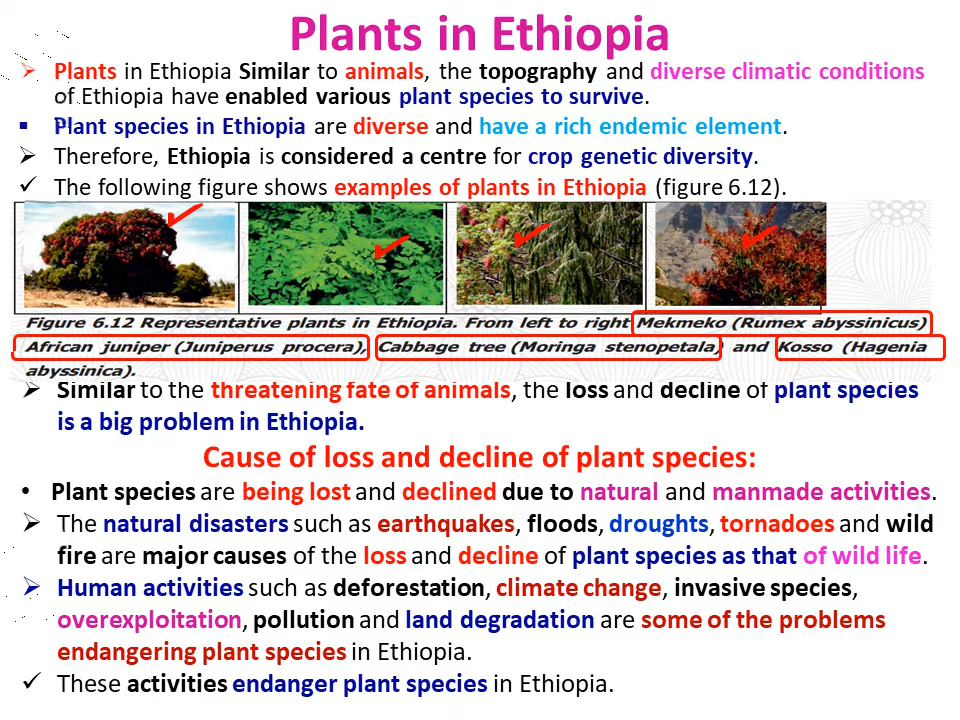 Plants in Ethiopia
Plants in Ethiopia Similar to animals, the topography and diverse climatic conditions
of Ethiopia have enabled various plant species to survive.
Plant species in Ethiopia are diverse and have a rich endemic element.
Therefore, Ethiopia is considered a centre for crop genetic diversity.
The following figure shows examples of plants in Ethiopia (figure 6.12).
Figure 6.12 Representative plants in Ethiopia. From left to right Mekmeko (Rumex abyssinicus)
African juniper (Juniperus procera), Cabbage tree (Moringa stenopetala) and Kosso (Hagenia
abyssinica).
Similar to the threatening fate of animals, the loss and decline of plant species
is a big problem in Ethiopia.
Cause of loss and decline of plant species:
Plant species are being lost and declined due to natural and manmade activities.
The natural disasters such as earthquakes, floods, droughts, tornadoes and wild
fire are major causes of the loss and decline of plant species as that of wild life.
Human activities such as deforestation, climate change, invasive species,
overexploitation, pollution and land degradation are some of the problems
endangering plant species in Ethiopia.
These activities endanger plant species in Ethiopia.